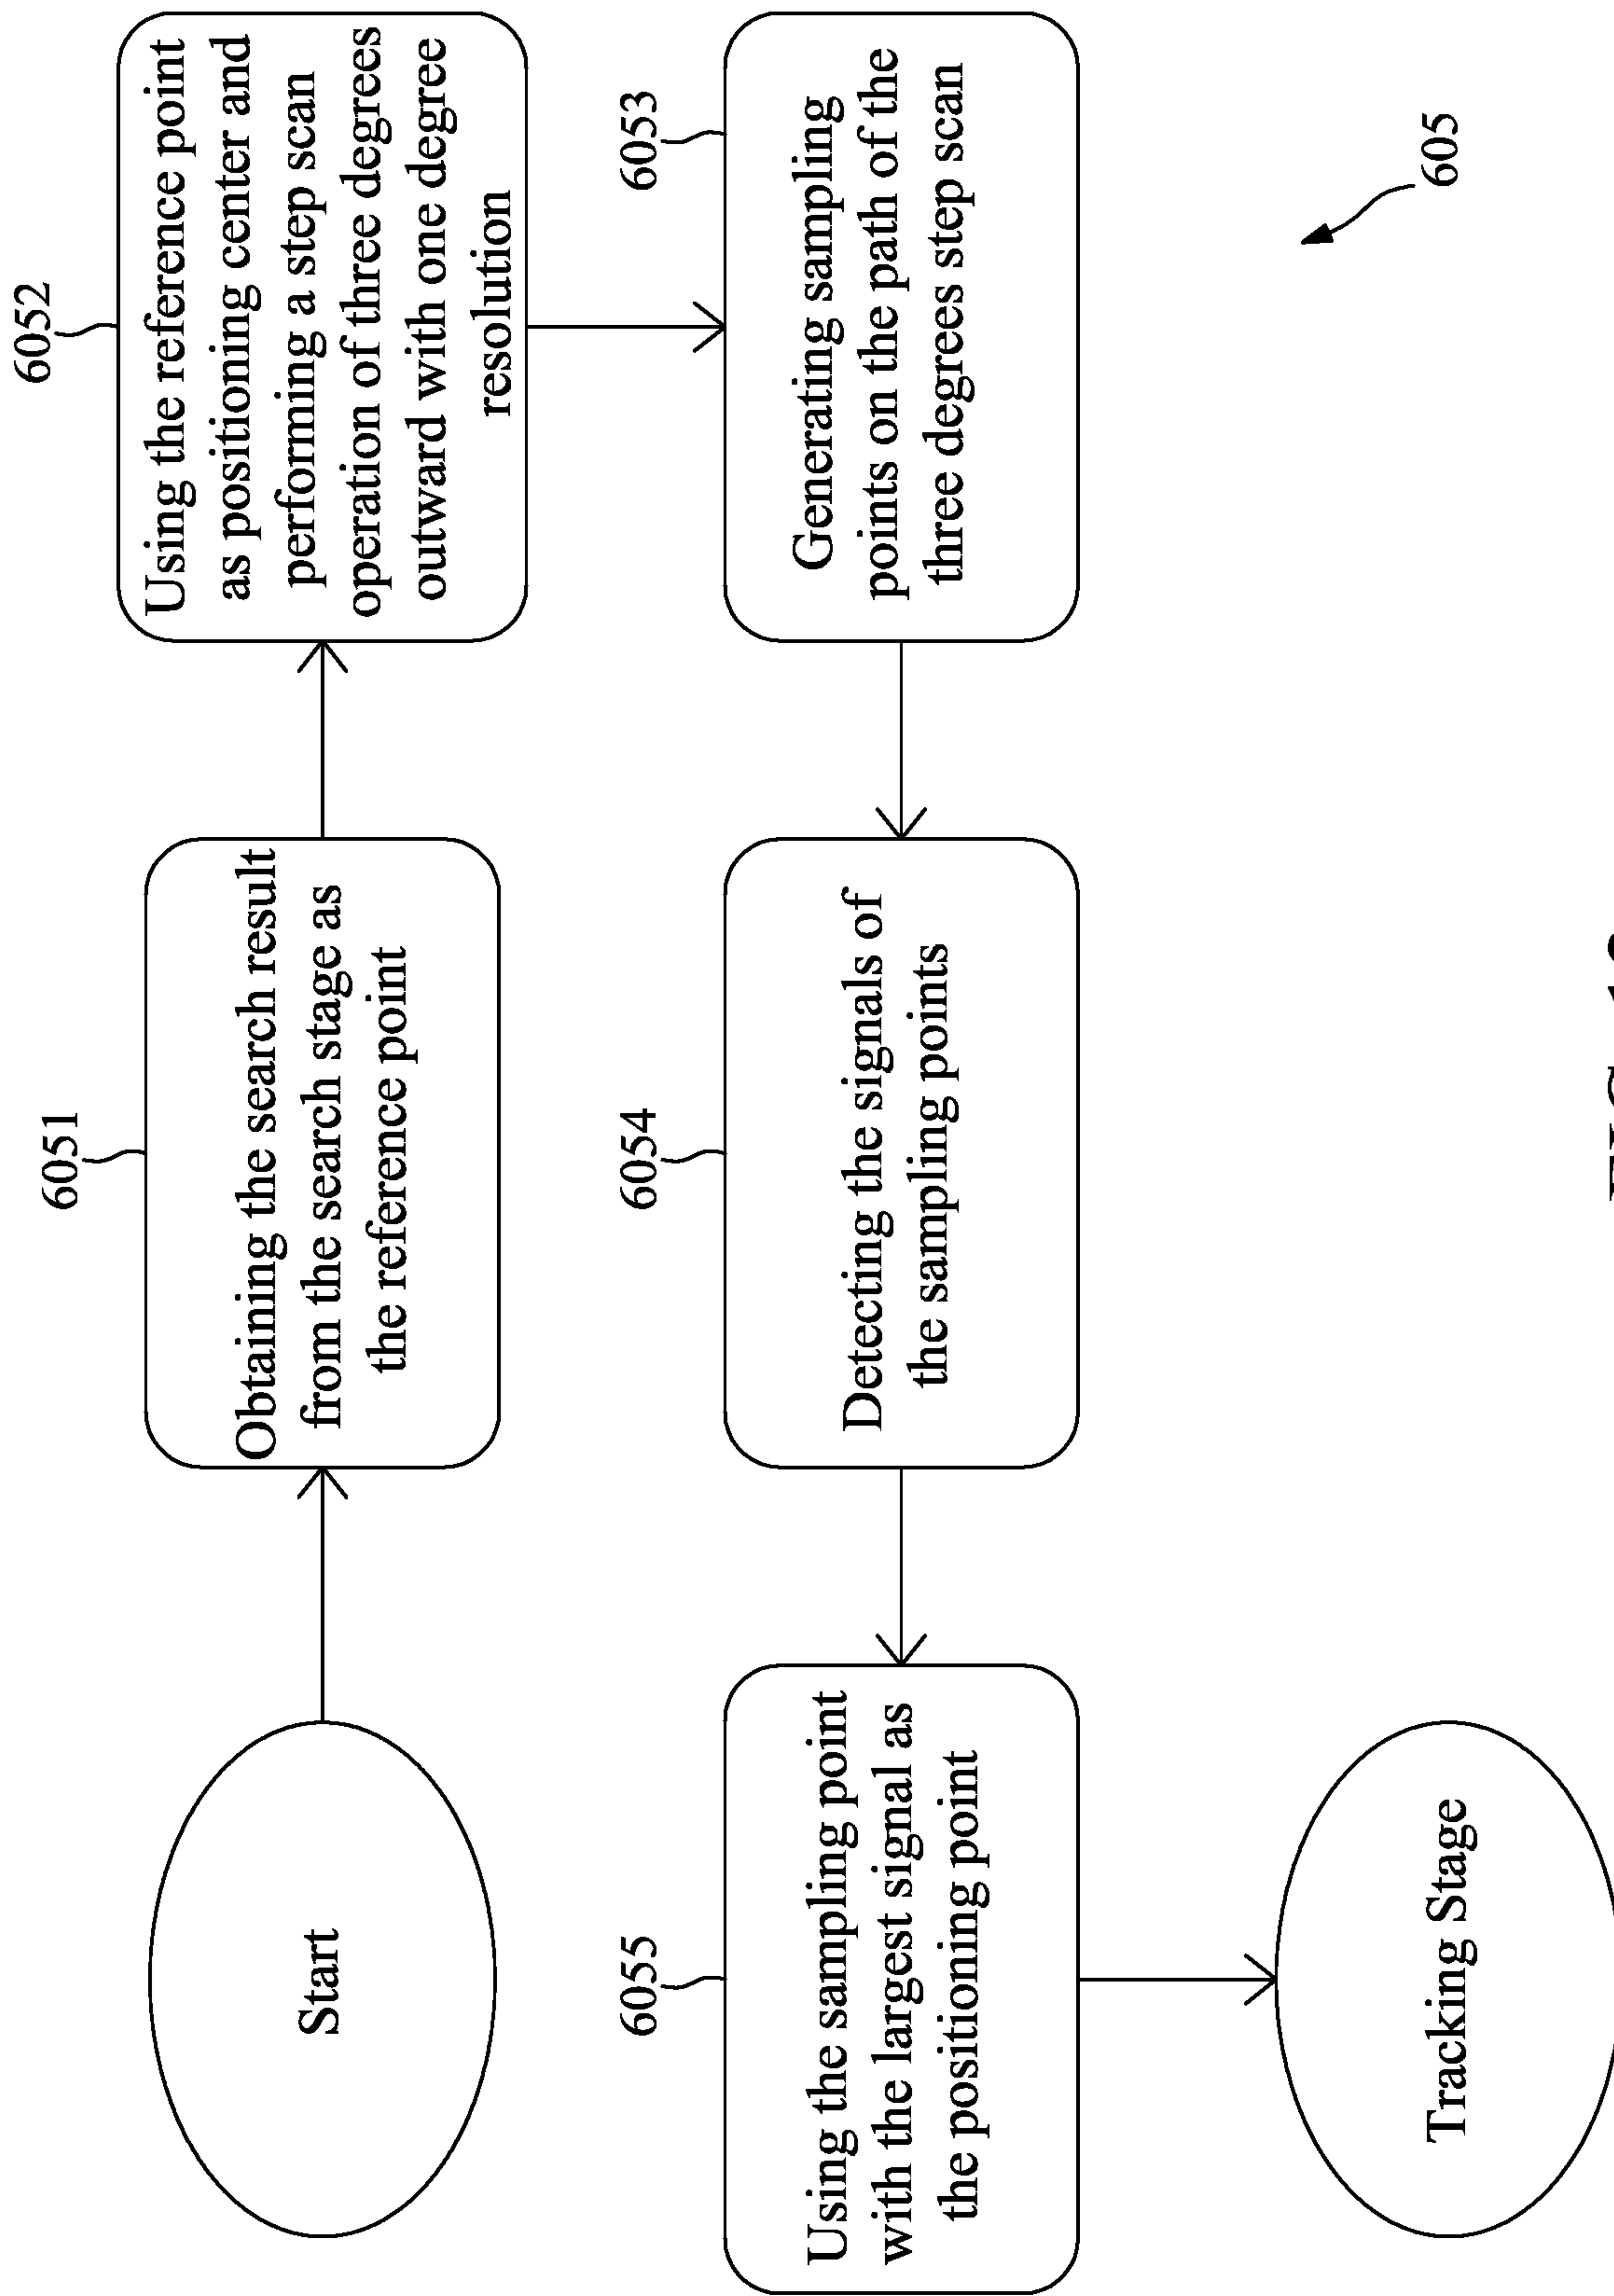 Start
6051
Obtaining the search result
from the search stage as
the reference point
6052
Using the reference point
as positioning center and
performing a step scan
operation of three degrees
outward with one degree
resolution
6053
Generating sampling
points on the path of the
three degrees step scan
6054
Detecting the signals of
the sampling points
6055
Using the sampling point
with the largest signal as
the positioning point
Tracking Stage
605